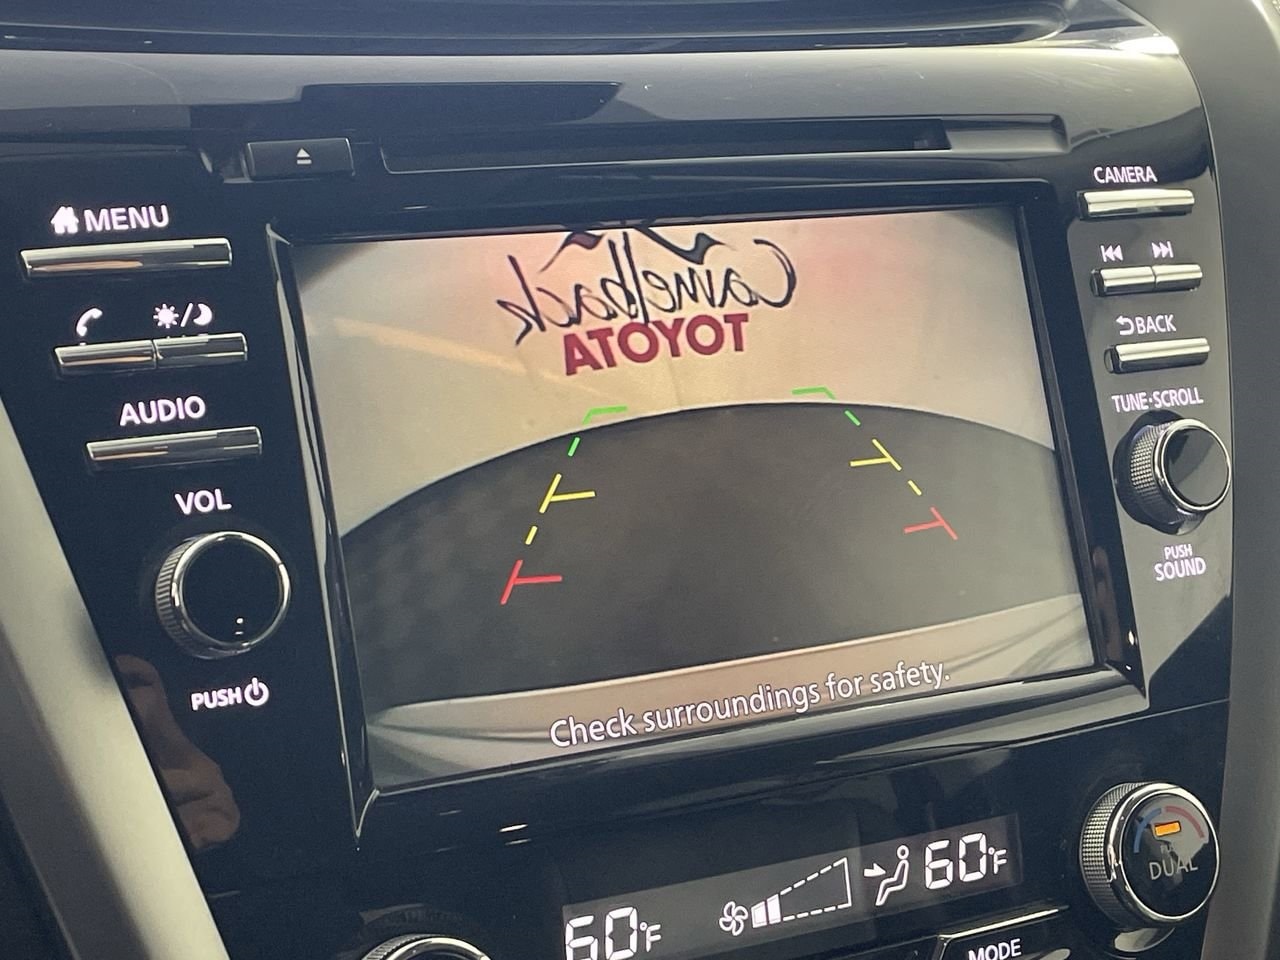 MENU
AUDIO
VOL
PUSH
CAMERA
BACK
TUNE·SCROLL
PUSH
SOUND
Camelback
TOYOTA
Check surroundings for safety.
60°F
60°F
DUAL
MODE